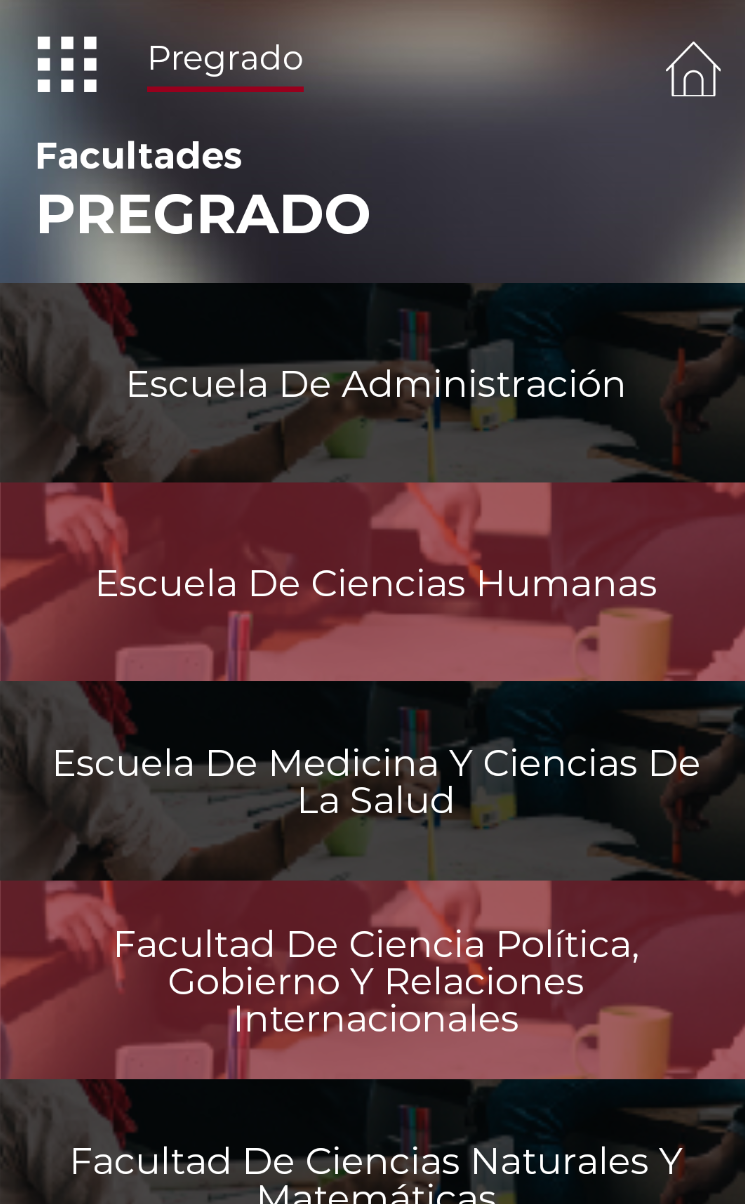 Pregrado
Facultades
PREGRADO
Escuela De Administración
Escuela De Ciencias Humanas
Escuela De Medicina Y Ciencias De
La Salud
Facultad De Ciencia Política,
Gobierno Y Relaciones
Internacionales
Facultad De Ciencias Naturales Y
Matemáticas